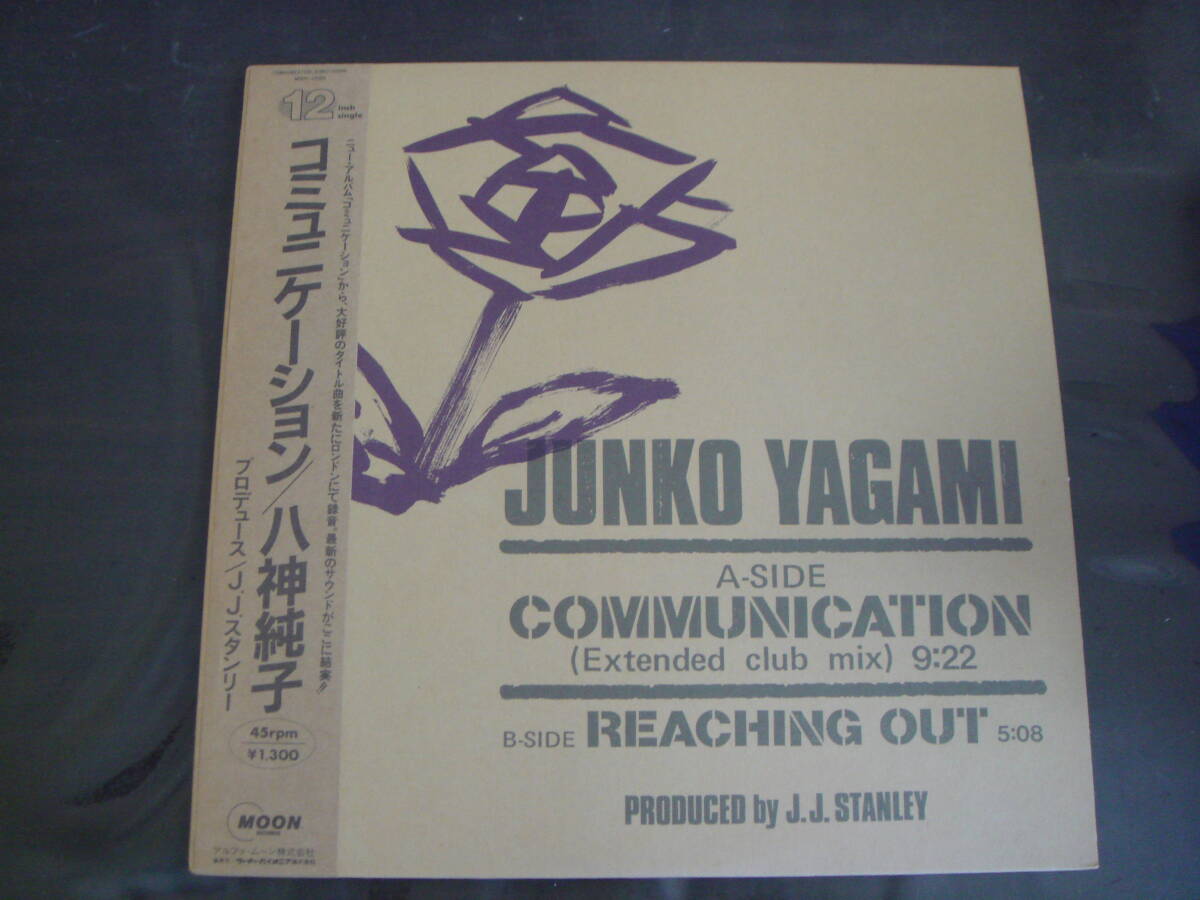 12 inch single
コミュニケーション/八神純子
ニュー・アルバム「コミュニケーション」から、大好評のタイトル曲を新たにロンドンにて録音。最新のサウンドがここに結実!!
プロデュース/J.J.スタンリー
45rpm
¥1,300
MOON
RECORDS
アルファ・ムーン株式会社
JUNKO YAGAMI
A-SIDE
COMMUNICATION
(Extended club mix) 9:22
B-SIDE REACHING OUT 5:08
PRODUCED by J.J. STANLEY